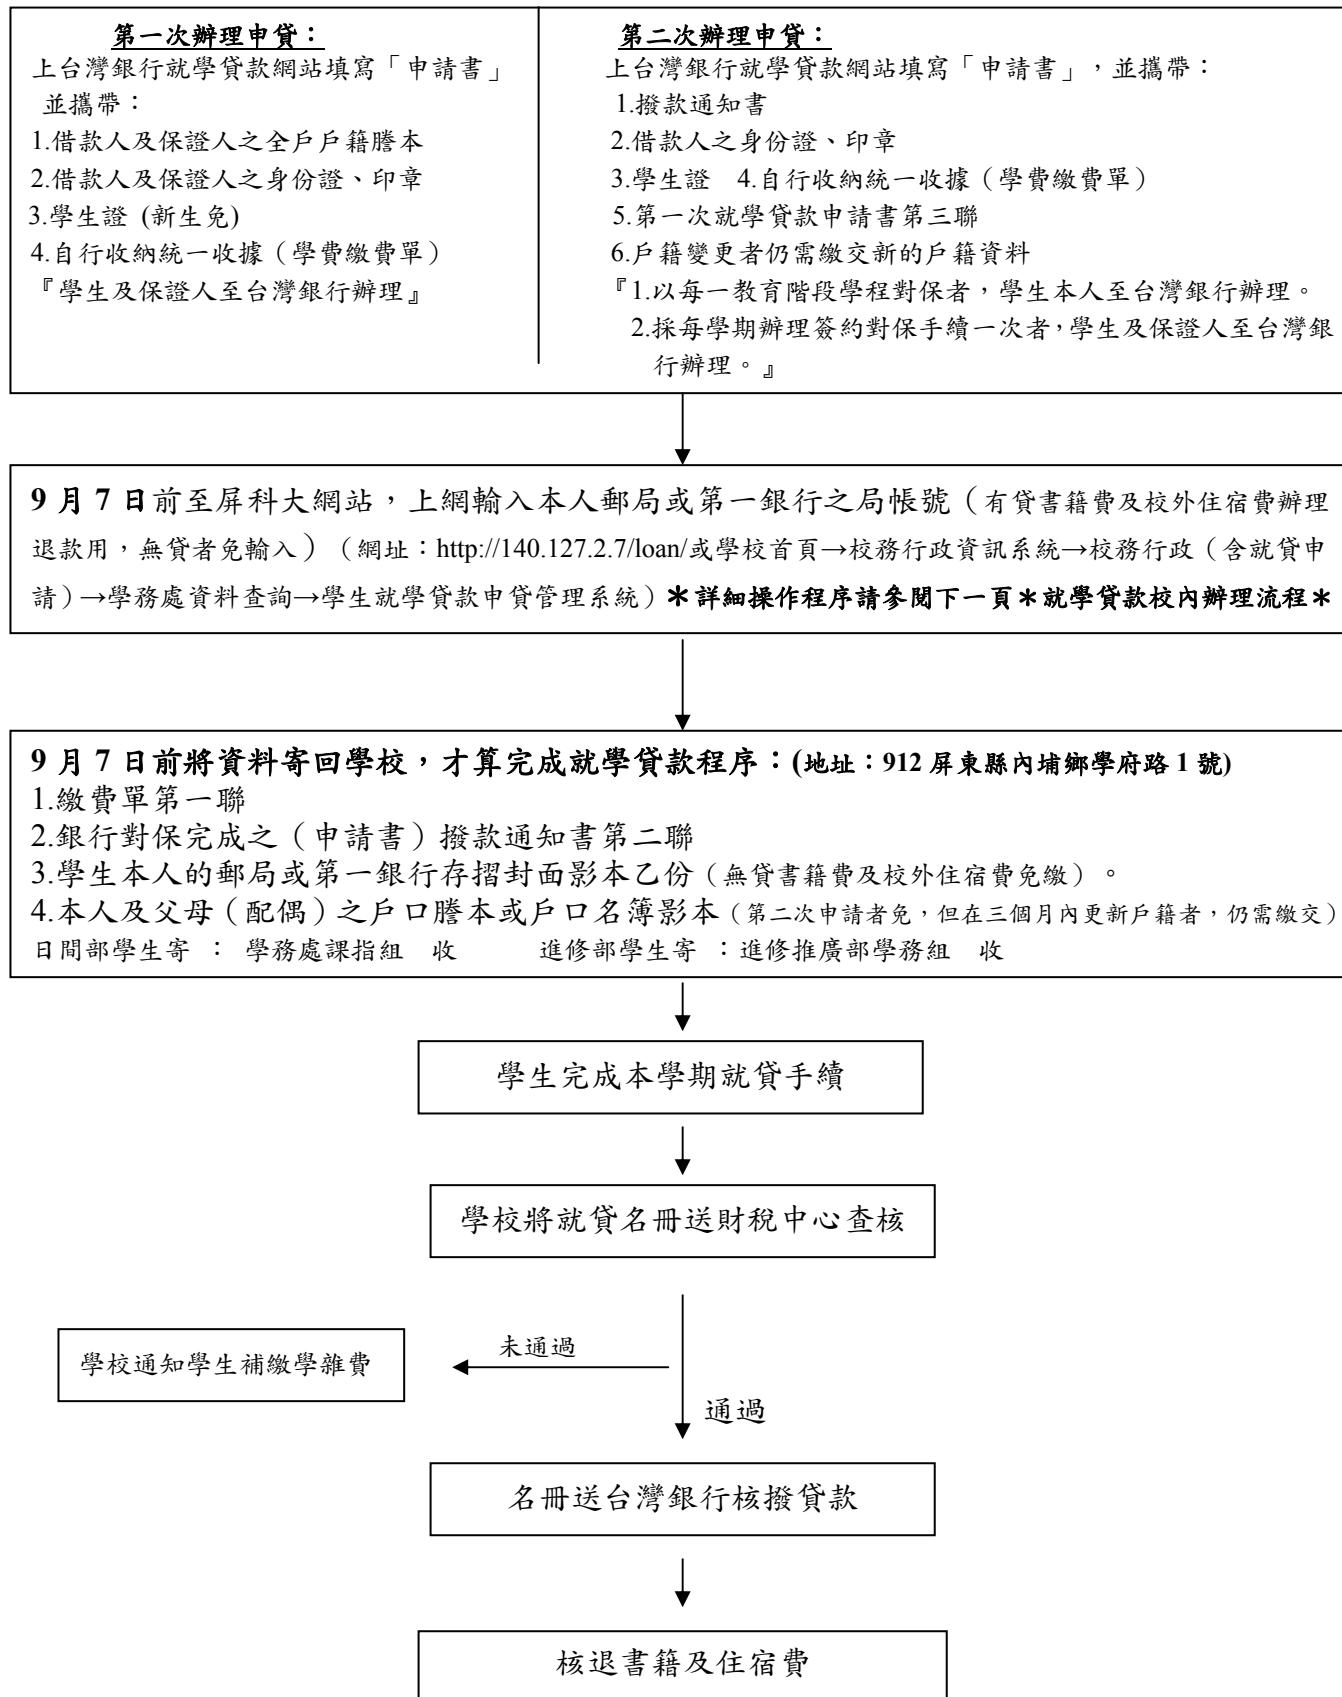 第一次辦理申貸：
上台灣銀行就學貸款網站填寫「申請書」
並攜帶：
1.借款人及保證人之全戶戶籍謄本
2.借款人及保證人之身份證、印章
3.學生證 (新生免)
4.自行收納統一收據（學費繳費單）
『學生及保證人至台灣銀行辦理』
第二次辦理申貸：
上台灣銀行就學貸款網站填寫「申請書」，並攜帶：
1.撥款通知書
2.借款人之身份證、印章
3.學生證 4.自行收納統一收據（學費繳費單）
5.第一次就學貸款申請書第三聯
6.戶籍變更者仍需繳交新的戶籍資料
『1.以每一教育階段學程對保者，學生本人至台灣銀行辦理。
2.採每學期辦理簽約對保手續一次者，學生及保證人至台灣銀
行辦理。』
9 月 7 日前至屏科大網站，上網輸入本人郵局或第一銀行之局帳號（有貸書籍費及校外住宿費辦理
退款用，無貸者免輸入）（網址：http://140.127.2.7/loan/或學校首頁→校務行政資訊系統→校務行政（含就貸申
請）→學務處資料查詢→學生就學貸款申貸管理系統）＊詳細操作程序請參閱下一頁＊就學貸款校內辦理流程＊
9 月 7 日前將資料寄回學校，才算完成就學貸款程序：(地址：912 屏東縣內埔鄉學府路 1 號)
1.繳費單第一聯
2.銀行對保完成之（申請書）撥款通知書第二聯
3.學生本人的郵局或第一銀行存摺封面影本乙份（無貸書籍費及校外住宿費免繳）。
4.本人及父母（配偶）之戶口謄本或戶口名簿影本（第二次申請者免，但在三個月內更新戶籍者，仍需繳交）
日間部學生寄 ： 學務處課指組 收 進修部學生寄 ：進修推廣部學務組 收
學生完成本學期就貸手續
學校將就貸名冊送財稅中心查核
未通過
學校通知學生補繳學雜費
通過
名冊送台灣銀行核撥貸款
核退書籍及住宿費